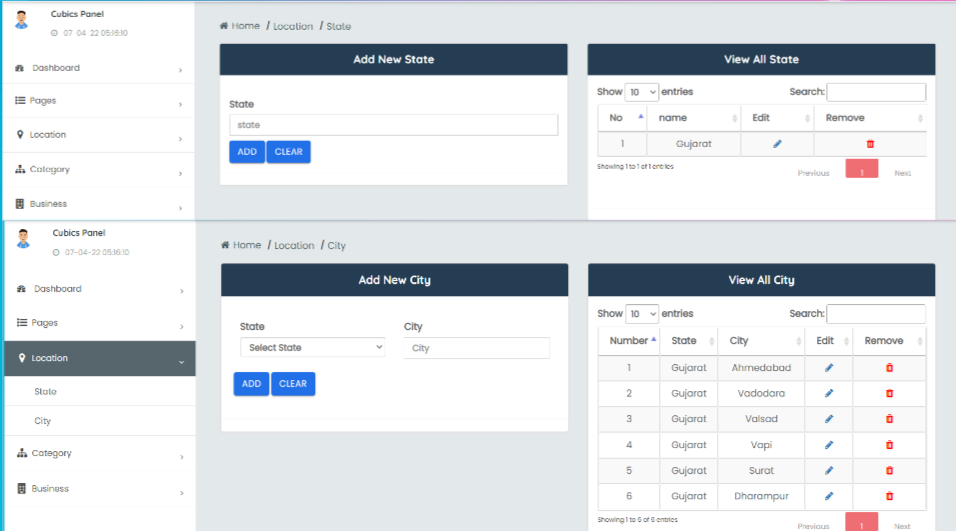 Cubics Panel
07 04 22 05:16:10
Dashboard
Pages
Location
Category
Business
Home / Location / State
Add New State
State
state
ADD CLEAR
View All State
Show 10 entries Search:
No name Edit Remove
1 Gujarat
Showing 1 to 1 of 1 entries
Previous 1 Next
Cubics Panel
07-04-22 05:16:10
Dashboard
Pages
Location
State
City
Category
Business
Home / Location / City
Add New City
State City
Select State City
ADD CLEAR
View All City
Show 10 entries Search:
Number State City Edit Remove
1 Gujarat Ahmedabad
2 Gujarat Vadodara
3 Gujarat Valsad
4 Gujarat Vapi
5 Gujarat Surat
6 Gujarat Dharampur
Showing 1 to 6 of 6 entries
Previous 1 Next